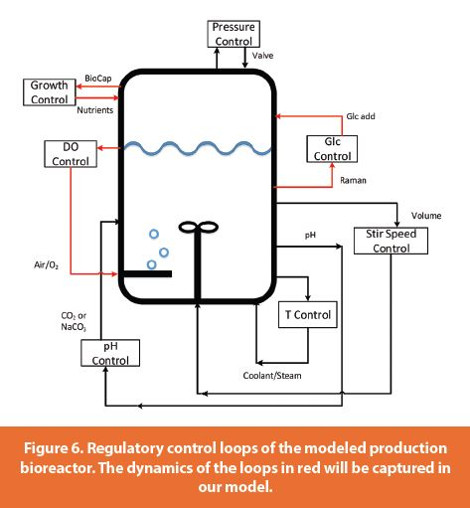 Pressure
Control
Valve
BioCap
Growth
Control
Nutrients
Glc add
DO
Control
Glc
Control
Raman
Volume
pH
Stir Speed
Control
Air/O₂
T Control
CO₂ or
NaCO₃
pH
Control
Coolant/Steam
Figure 6. Regulatory control loops of the modeled production
bioreactor. The dynamics of the loops in red will be captured in
our model.